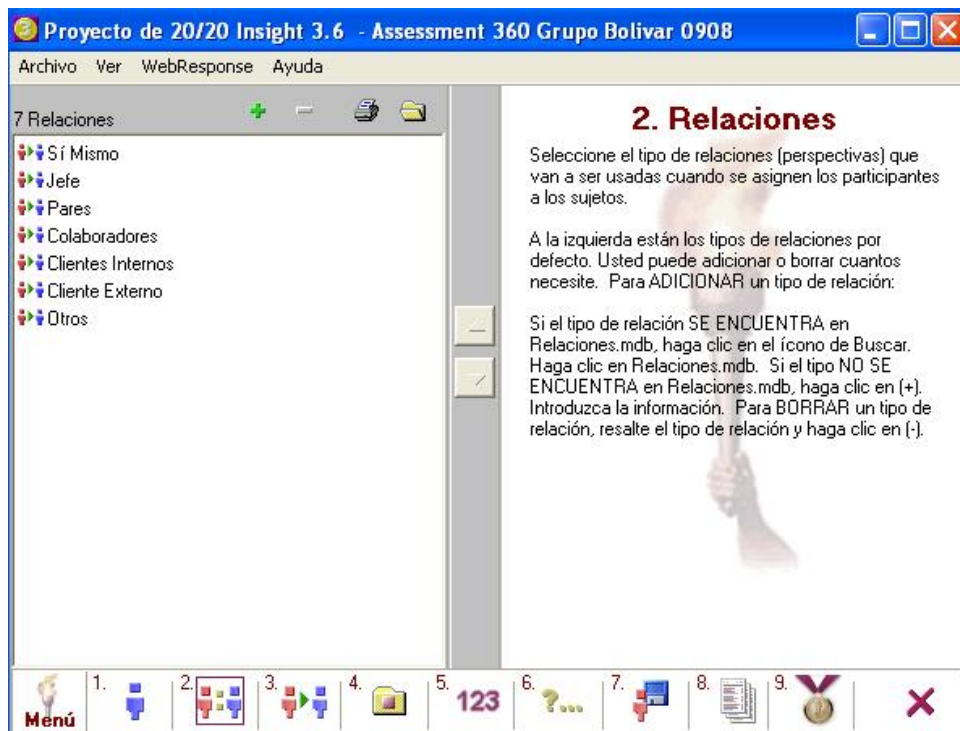 Proyecto de 20/20 Insight 3.6 - Assessment 360 Grupo Bolivar 0908
Archivo Ver WebResponse Ayuda
7 Relaciones
Sí Mismo
Jefe
Pares
Colaboradores
Clientes Internos
Cliente Externo
Otros
2. Relaciones
Seleccione el tipo de relaciones (perspectivas) que
van a ser usadas cuando se asignen los participantes
a los sujetos.
A la izquierda están los tipos de relaciones por
defecto. Usted puede adicionar o borrar cuantos
necesite. Para ADICIONAR un tipo de relación:
Si el tipo de relación SE ENCUENTRA en
Relaciones.mdb, haga clic en el ícono de Buscar.
Haga clic en Relaciones.mdb. Si el tipo NO SE
ENCUENTRA en Relaciones.mdb, haga clic en (+).
Introduzca la información. Para BORRAR un tipo de
relación, resalte el tipo de relación y haga clic en (-).
Menú 1. 2. 3. 4. 5. 123 6. ?... 7. 8. 9.